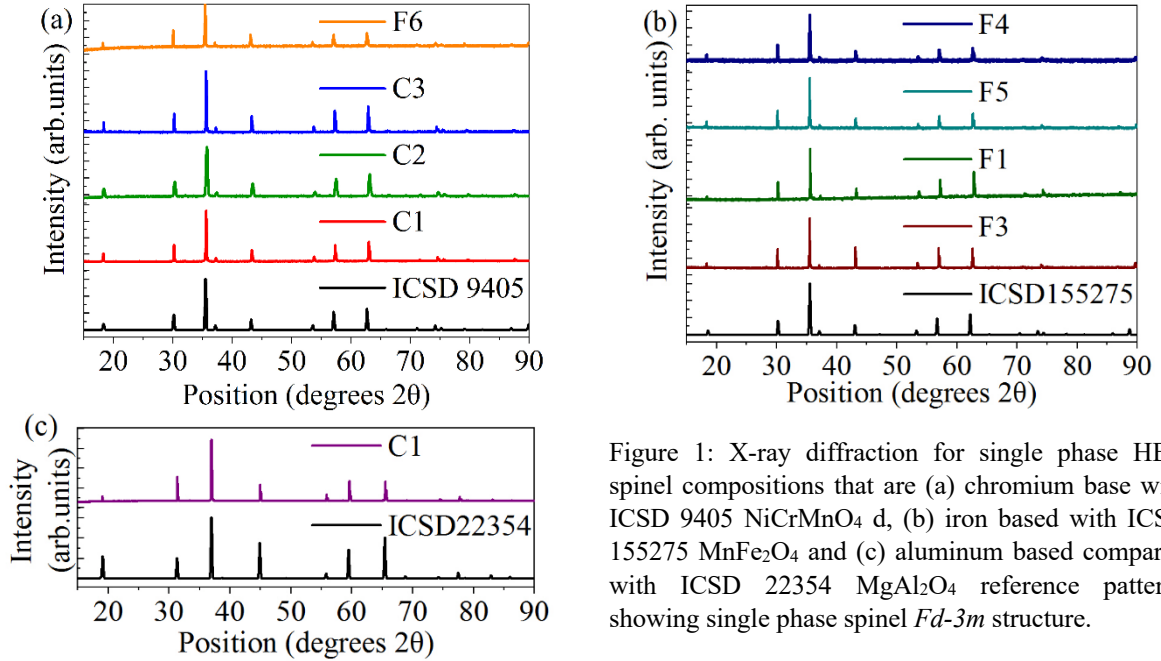 (a)
F6
C3
C2
C1
ICSD 9405
Intensity (arb.units)
20 30 40 50 60 70 80 90
Position (degrees 2θ)
(b)
F4
F5
F1
F3
ICSD155275
Intensity (arb. units)
20 30 40 50 60 70 80 90
Position (degrees 2θ)
(c)
C1
ICSD22354
Intensity
(arb.units)
20 30 40 50 60 70 80 90
Position (degrees 2θ)
Figure 1: X-ray diffraction for single phase HE
spinel compositions that are (a) chromium base
ICSD 9405 NiCrMnO₄ d, (b) iron based with
155275 MnFe₂O₄ and (c) aluminum based
with ICSD 22354 MgAl₂O₄ reference
showing single phase spinel Fd-3m structure.